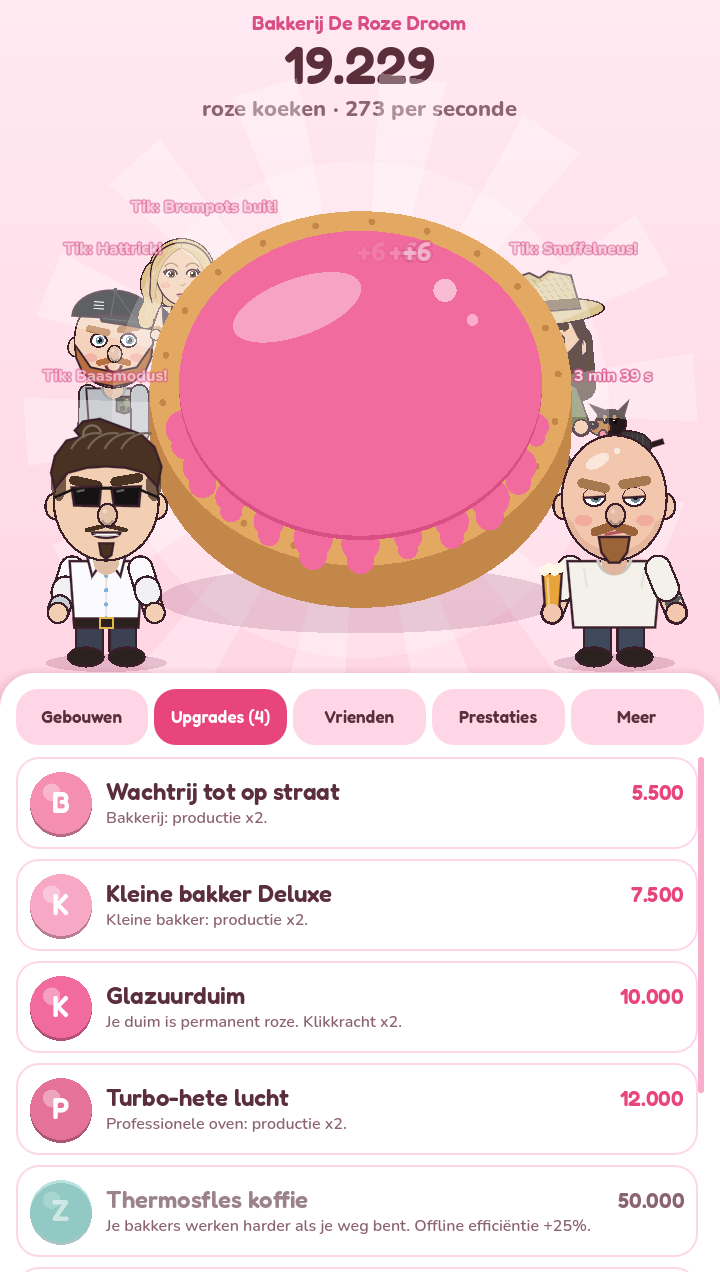 Bakkerij De Roze Droom
19.229
roze koeken · 273 per seconde
Tik: Brompots buit!
Tik: Hattrick!
Tik: Snuffelneus!
+6 +6
Tik: Baasmodus!
3 min 39 s
Gebouwen
Upgrades (4)
Vrienden
Prestaties
Meer
B
Wachtrij tot op straat
5.500
Bakkerij: productie x2.
K
Kleine bakker Deluxe
7.500
Kleine bakker: productie x2.
K
Glazuurduim
10.000
Je duim is permanent roze. Klikkracht x2.
P
Turbo-hete lucht
12.000
Professionele oven: productie x2.
Z
Thermosfles koffie
50.000
Je bakkers werken harder als je weg bent. Offline efficiëntie +25%.